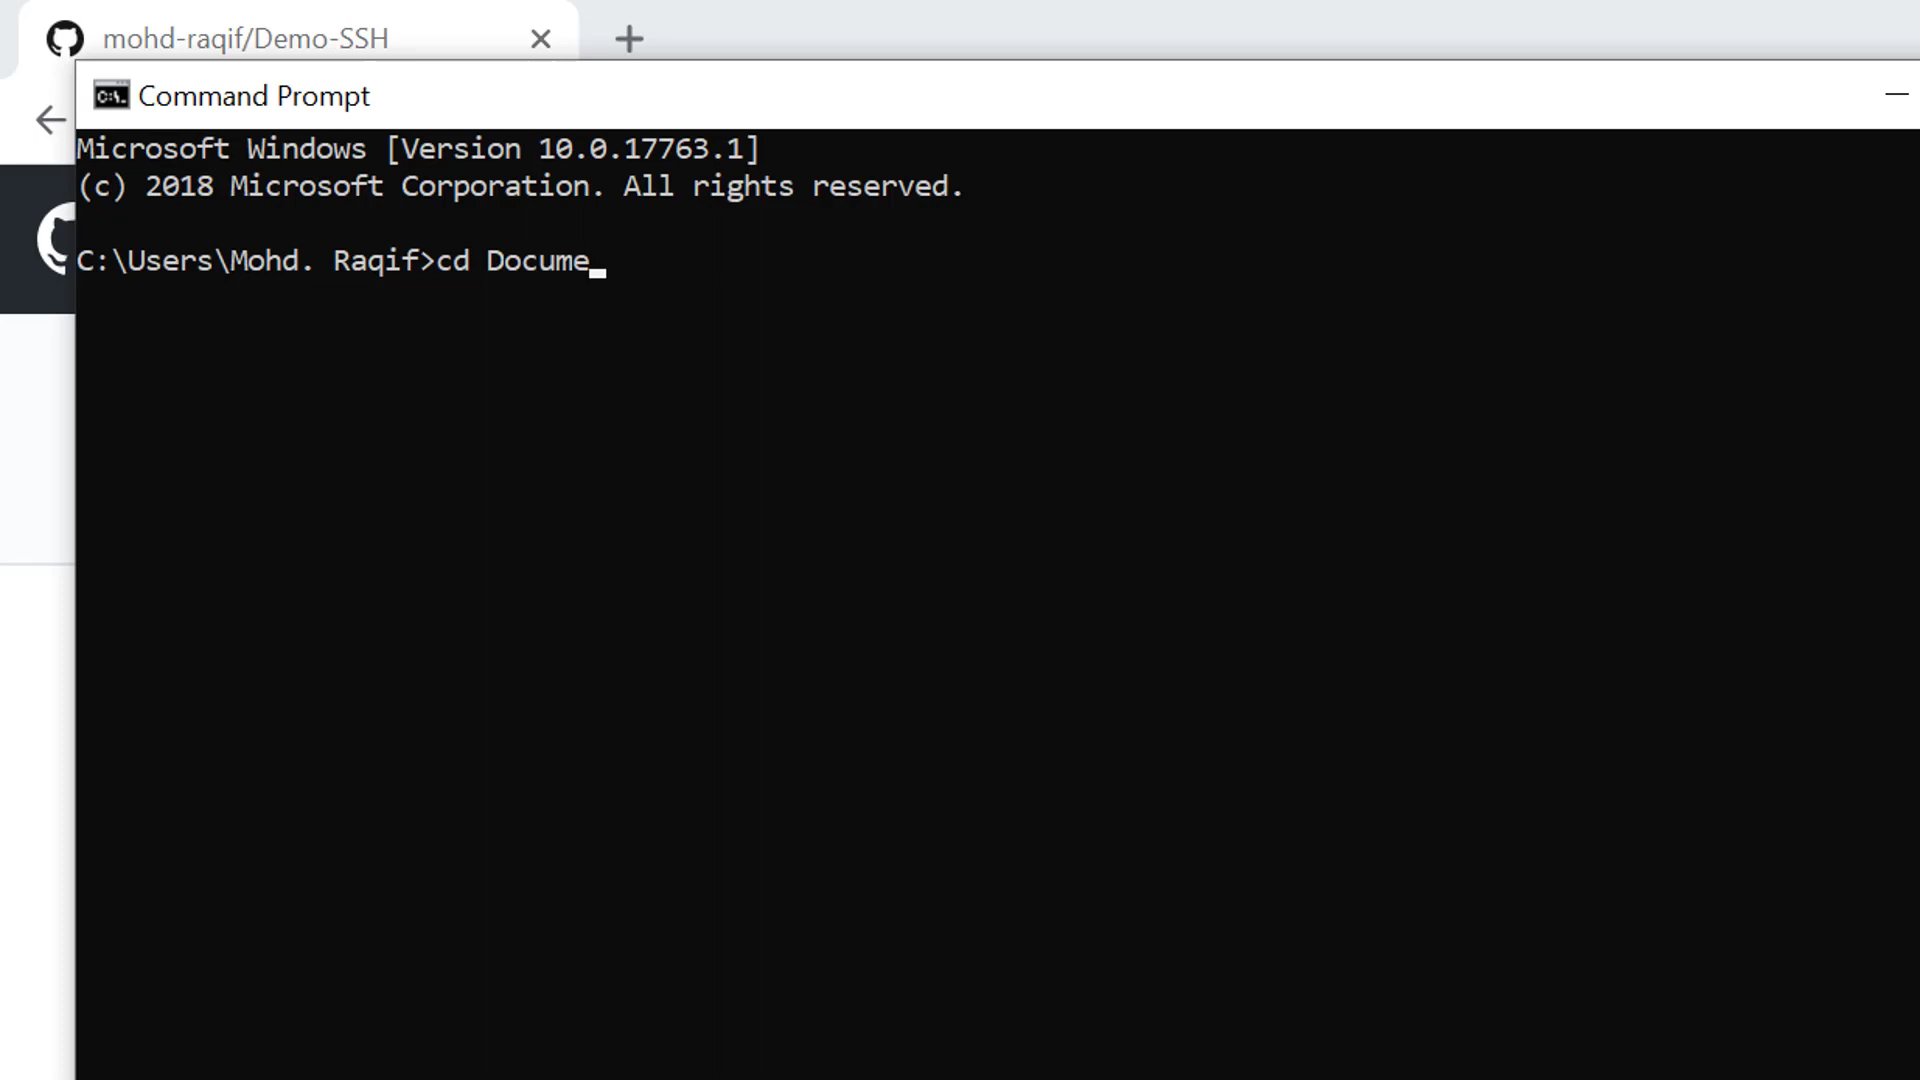 mohd-raqif/Demo-SSH
Command Prompt
Microsoft Windows [Version 10.0.17763.1]
(c) 2018 Microsoft Corporation. All rights reserved.
C:\Users\Mohd. Raqif>cd Docume